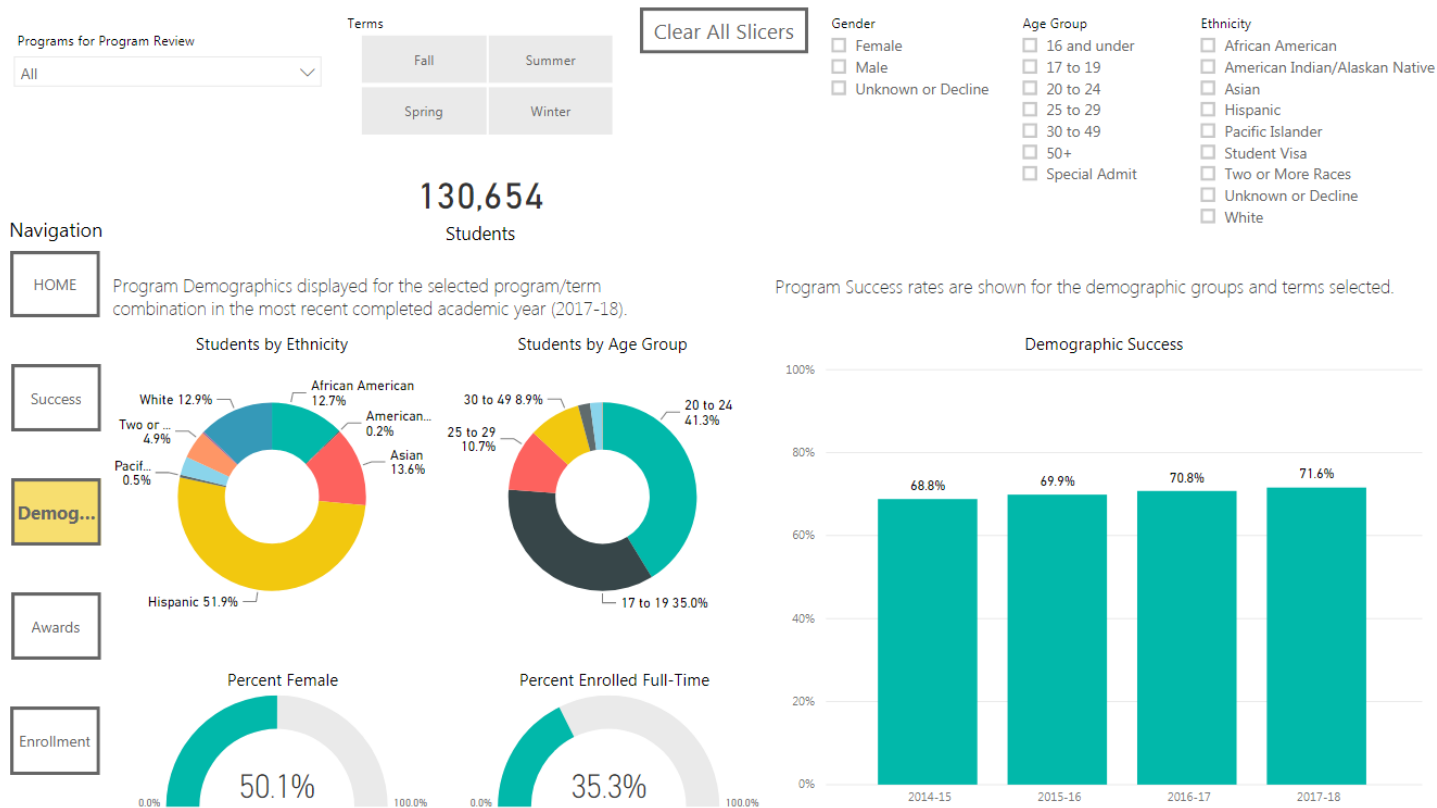 Programs for Program Review
All
Terms
Fall
Summer
Spring
Winter
Clear All Slicers
Gender
Female
Male
Unknown or Decline
Age Group
16 and under
17 to 19
20 to 24
25 to 29
30 to 49
50+
Special Admit
Ethnicity
African American
American Indian/Alaskan Native
Asian
Hispanic
Pacific Islander
Student Visa
Two or More Races
Unknown or Decline
White
130,654
Students
Navigation
HOME
Success
Demog...
Awards
Enrollment
Program Demographics displayed for the selected program/term
combination in the most recent completed academic year (2017-18).
Students by Ethnicity
White 12.9%
African American
12.7%
American...
0.2%
Two or ...
4.9%
Asian
13.6%
Pacif...
0.5%
Hispanic 51.9%
Students by Age Group
30 to 49 8.9%
20 to 24
41.3%
25 to 29
10.7%
17 to 19 35.0%
Percent Female
50.1%
0.0%
100.0%
Percent Enrolled Full-Time
35.3%
0.0%
100.0%
Program Success rates are shown for the demographic groups and terms selected.
Demographic Success
100%
80%
60%
40%
20%
0%
68.8%
69.9%
70.8%
71.6%
2014-15
2015-16
2016-17
2017-18